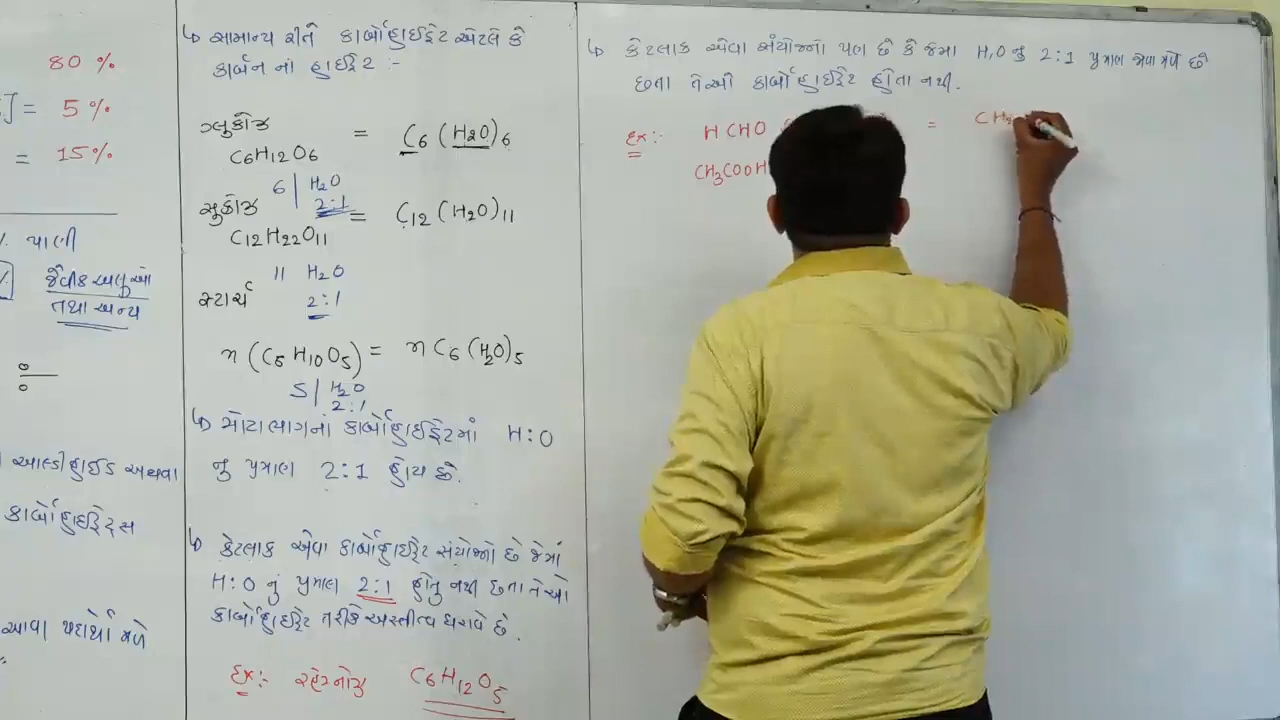 80 %
= 5 %
= 15 %
પાણી
જૈવીક અણુઓ
તથા અન્ય
આલ્ડીહાઈડ અથવા
કાર્બોહાઈડ્રેટ્સ
આવા પદાર્થો મળે
↳ સામાન્ય રીતે કાર્બોહાઈડ્રેટ એટલે કે
કાર્બન નાં હાઈડ્રેટ :-
ગ્લુકોઝ = C6 (H2O)6
C6H12O6
6 | H2O
2:1
સુક્રોઝ = C12 (H2O)11
C12H22O11
11 H2O
2:1
સ્ટાર્ચ
n (C6H10O5) = n C6 (H2O)5
5 | H2O
2:1
↳ મોટાભાગનાં કાર્બોહાઈડ્રેટમાં H:O
નુ પ્રમાણ 2:1 હોય છે.
↳ કેટલાક એવા કાર્બોહાઈડ્રેટ સંયોજનો છે જેમાં
H:O નું પ્રમાણ 2:1 હોતુ નથી છતા તેઓ
કાર્બોહાઈડ્રેટ તરીકે અસ્તીત્વ ધરાવે છે.
Ex:- રહેમ્નોઝ C6H12O5
↳ કેટલાક એવા સંયોજનો પણ છે કે જેમા H,O નુ 2:1 પ્રમાણ જોવા મળે છે
છતા તેઓ કાર્બોહાઈડ્રેટ હોતા નથી.
Ex:- HCHO = CH2
CH3COOH